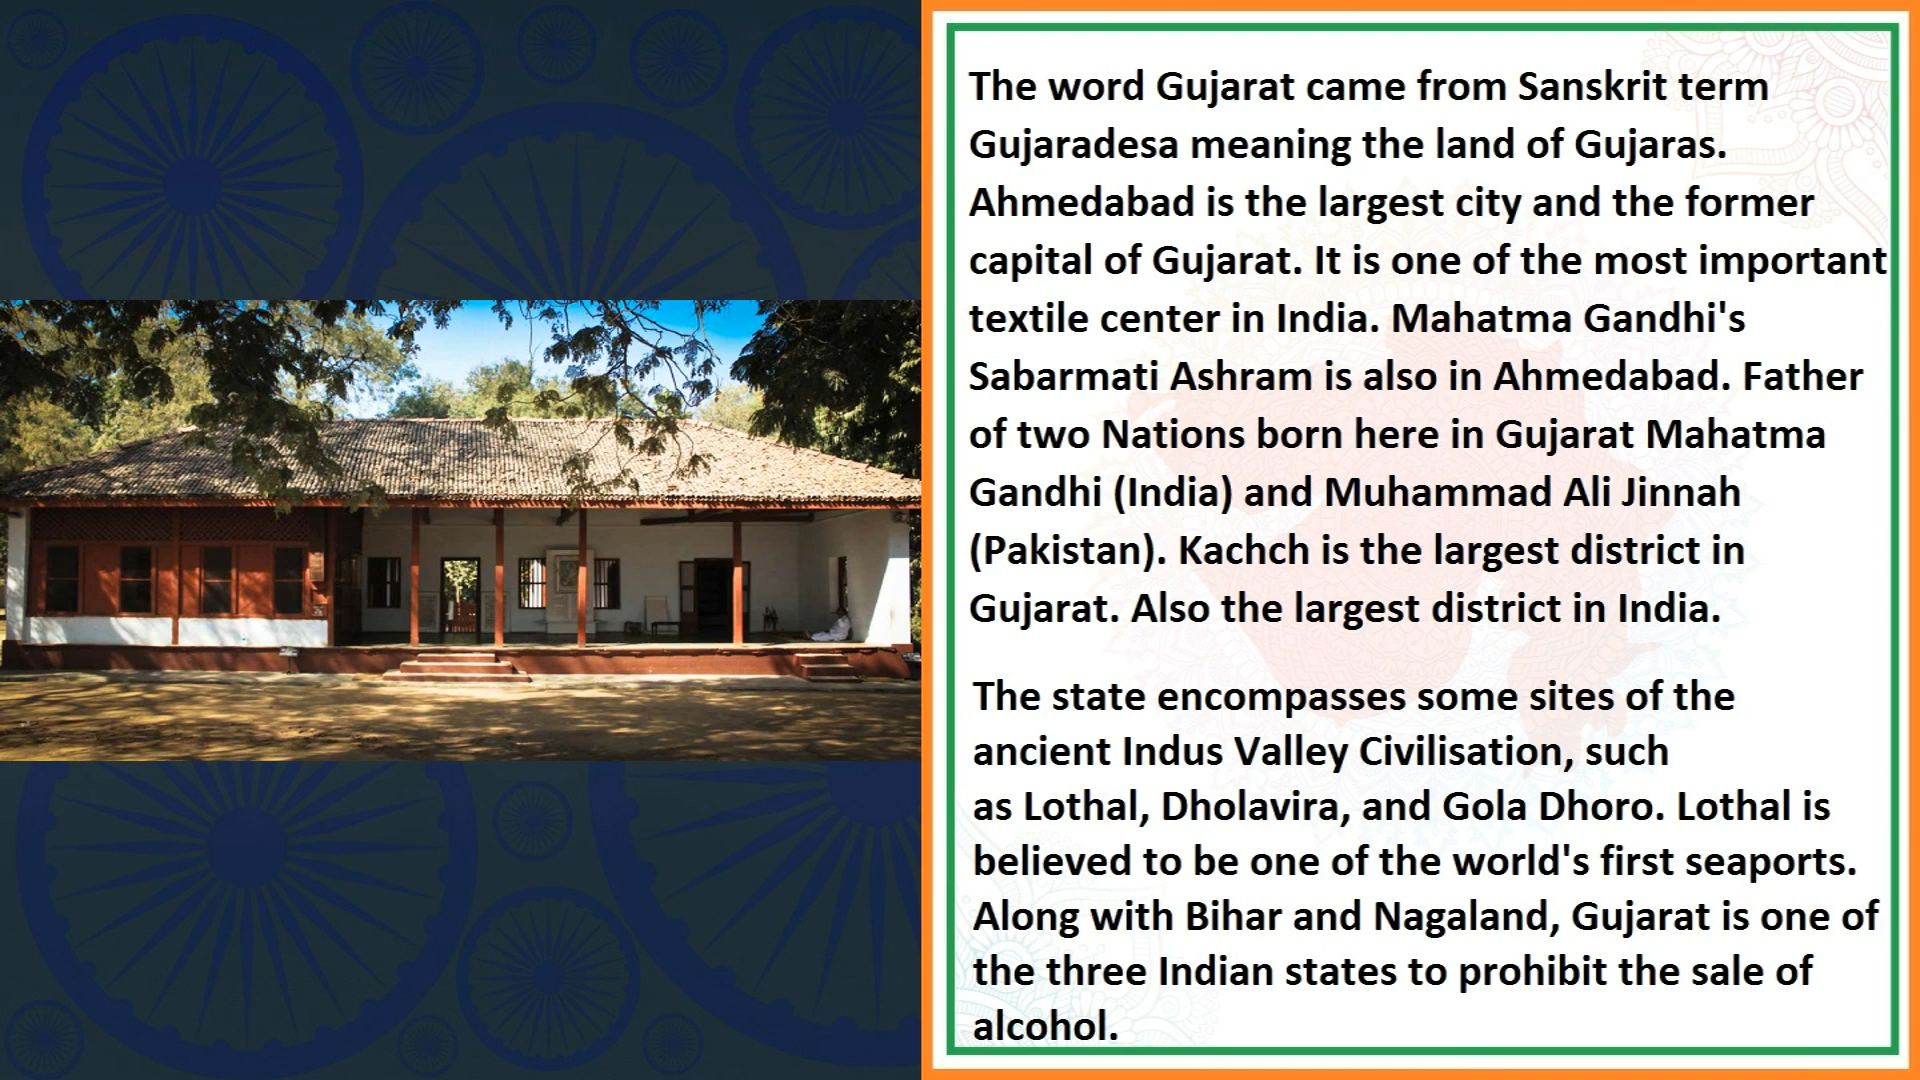 The word Gujarat came from Sanskrit term
Gujaradesa meaning the land of Gujaras.
Ahmedabad is the largest city and the former
capital of Gujarat. It is one of the most important
textile center in India. Mahatma Gandhi's
Sabarmati Ashram is also in Ahmedabad. Father
of two Nations born here in Gujarat Mahatma
Gandhi (India) and Muhammad Ali Jinnah
(Pakistan). Kachch is the largest district in
Gujarat. Also the largest district in India.
The state encompasses some sites of the
ancient Indus Valley Civilisation, such
as Lothal, Dholavira, and Gola Dhoro. Lothal is
believed to be one of the world's first seaports.
Along with Bihar and Nagaland, Gujarat is one of
the three Indian states to prohibit the sale of
alcohol.